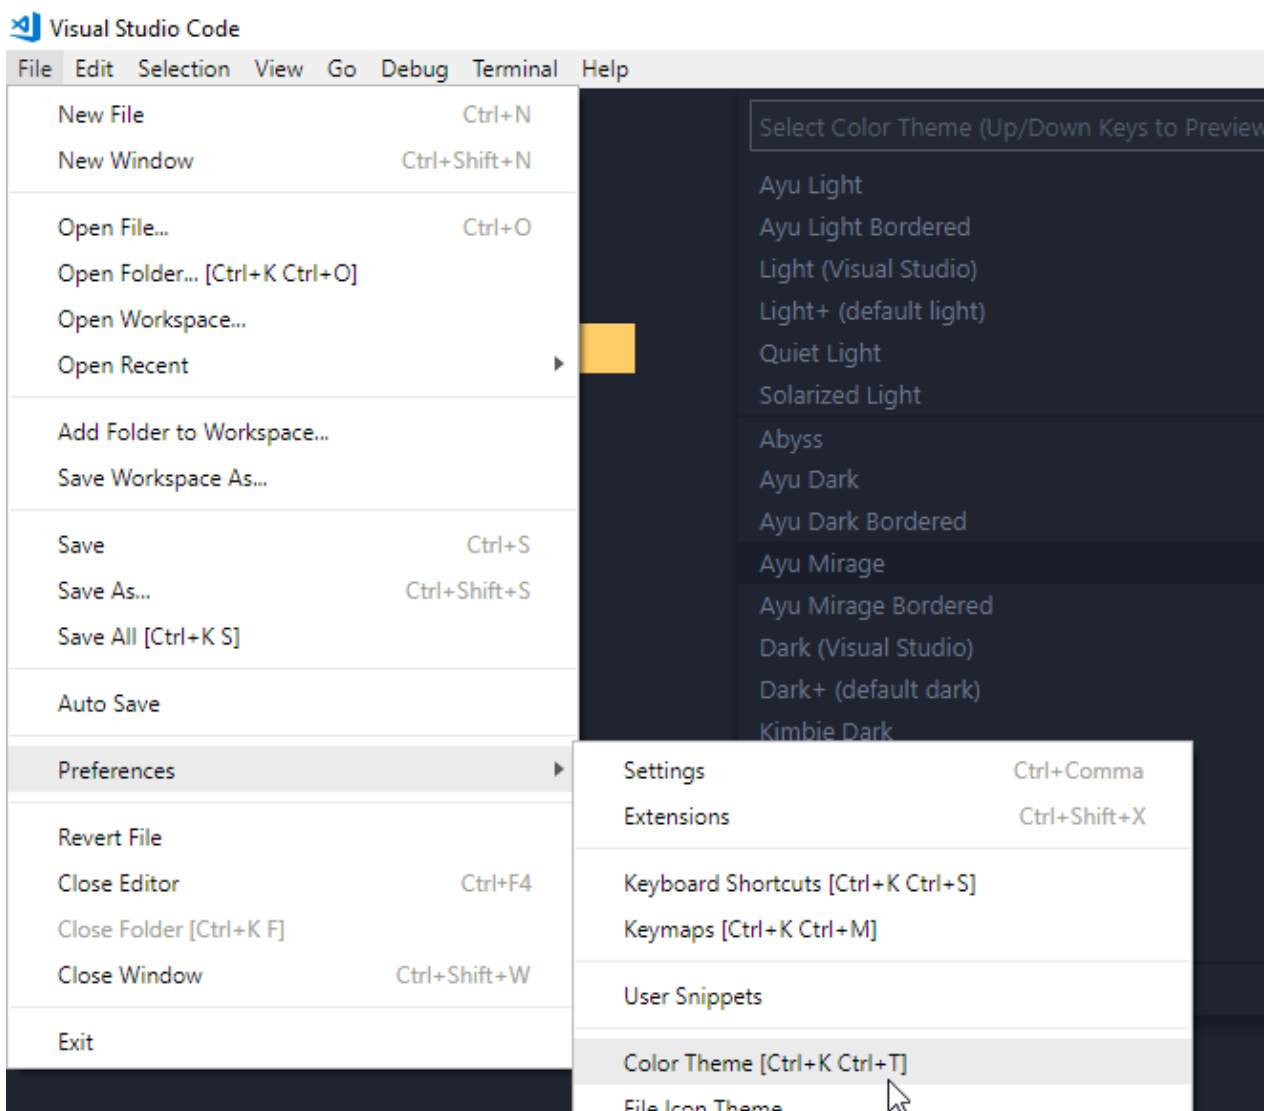 Visual Studio Code
File Edit Selection View Go Debug Terminal Help
New File Ctrl+N
New Window Ctrl+Shift+N
Open File... Ctrl+O
Open Folder... [Ctrl+K Ctrl+O]
Open Workspace...
Open Recent
Add Folder to Workspace...
Save Workspace As...
Save Ctrl+S
Save As... Ctrl+Shift+S
Save All [Ctrl+K S]
Auto Save
Preferences
Revert File
Close Editor Ctrl+F4
Close Folder [Ctrl+K F]
Close Window Ctrl+Shift+W
Exit
Select Color Theme (Up/Down Keys to Preview
Ayu Light
Ayu Light Bordered
Light (Visual Studio)
Light+ (default light)
Quiet Light
Solarized Light
Abyss
Ayu Dark
Ayu Dark Bordered
Ayu Mirage
Ayu Mirage Bordered
Dark (Visual Studio)
Dark+ (default dark)
Kimbie Dark
Settings Ctrl+Comma
Extensions Ctrl+Shift+X
Keyboard Shortcuts [Ctrl+K Ctrl+S]
Keymaps [Ctrl+K Ctrl+M]
User Snippets
Color Theme [Ctrl+K Ctrl+T]
File Icon Theme